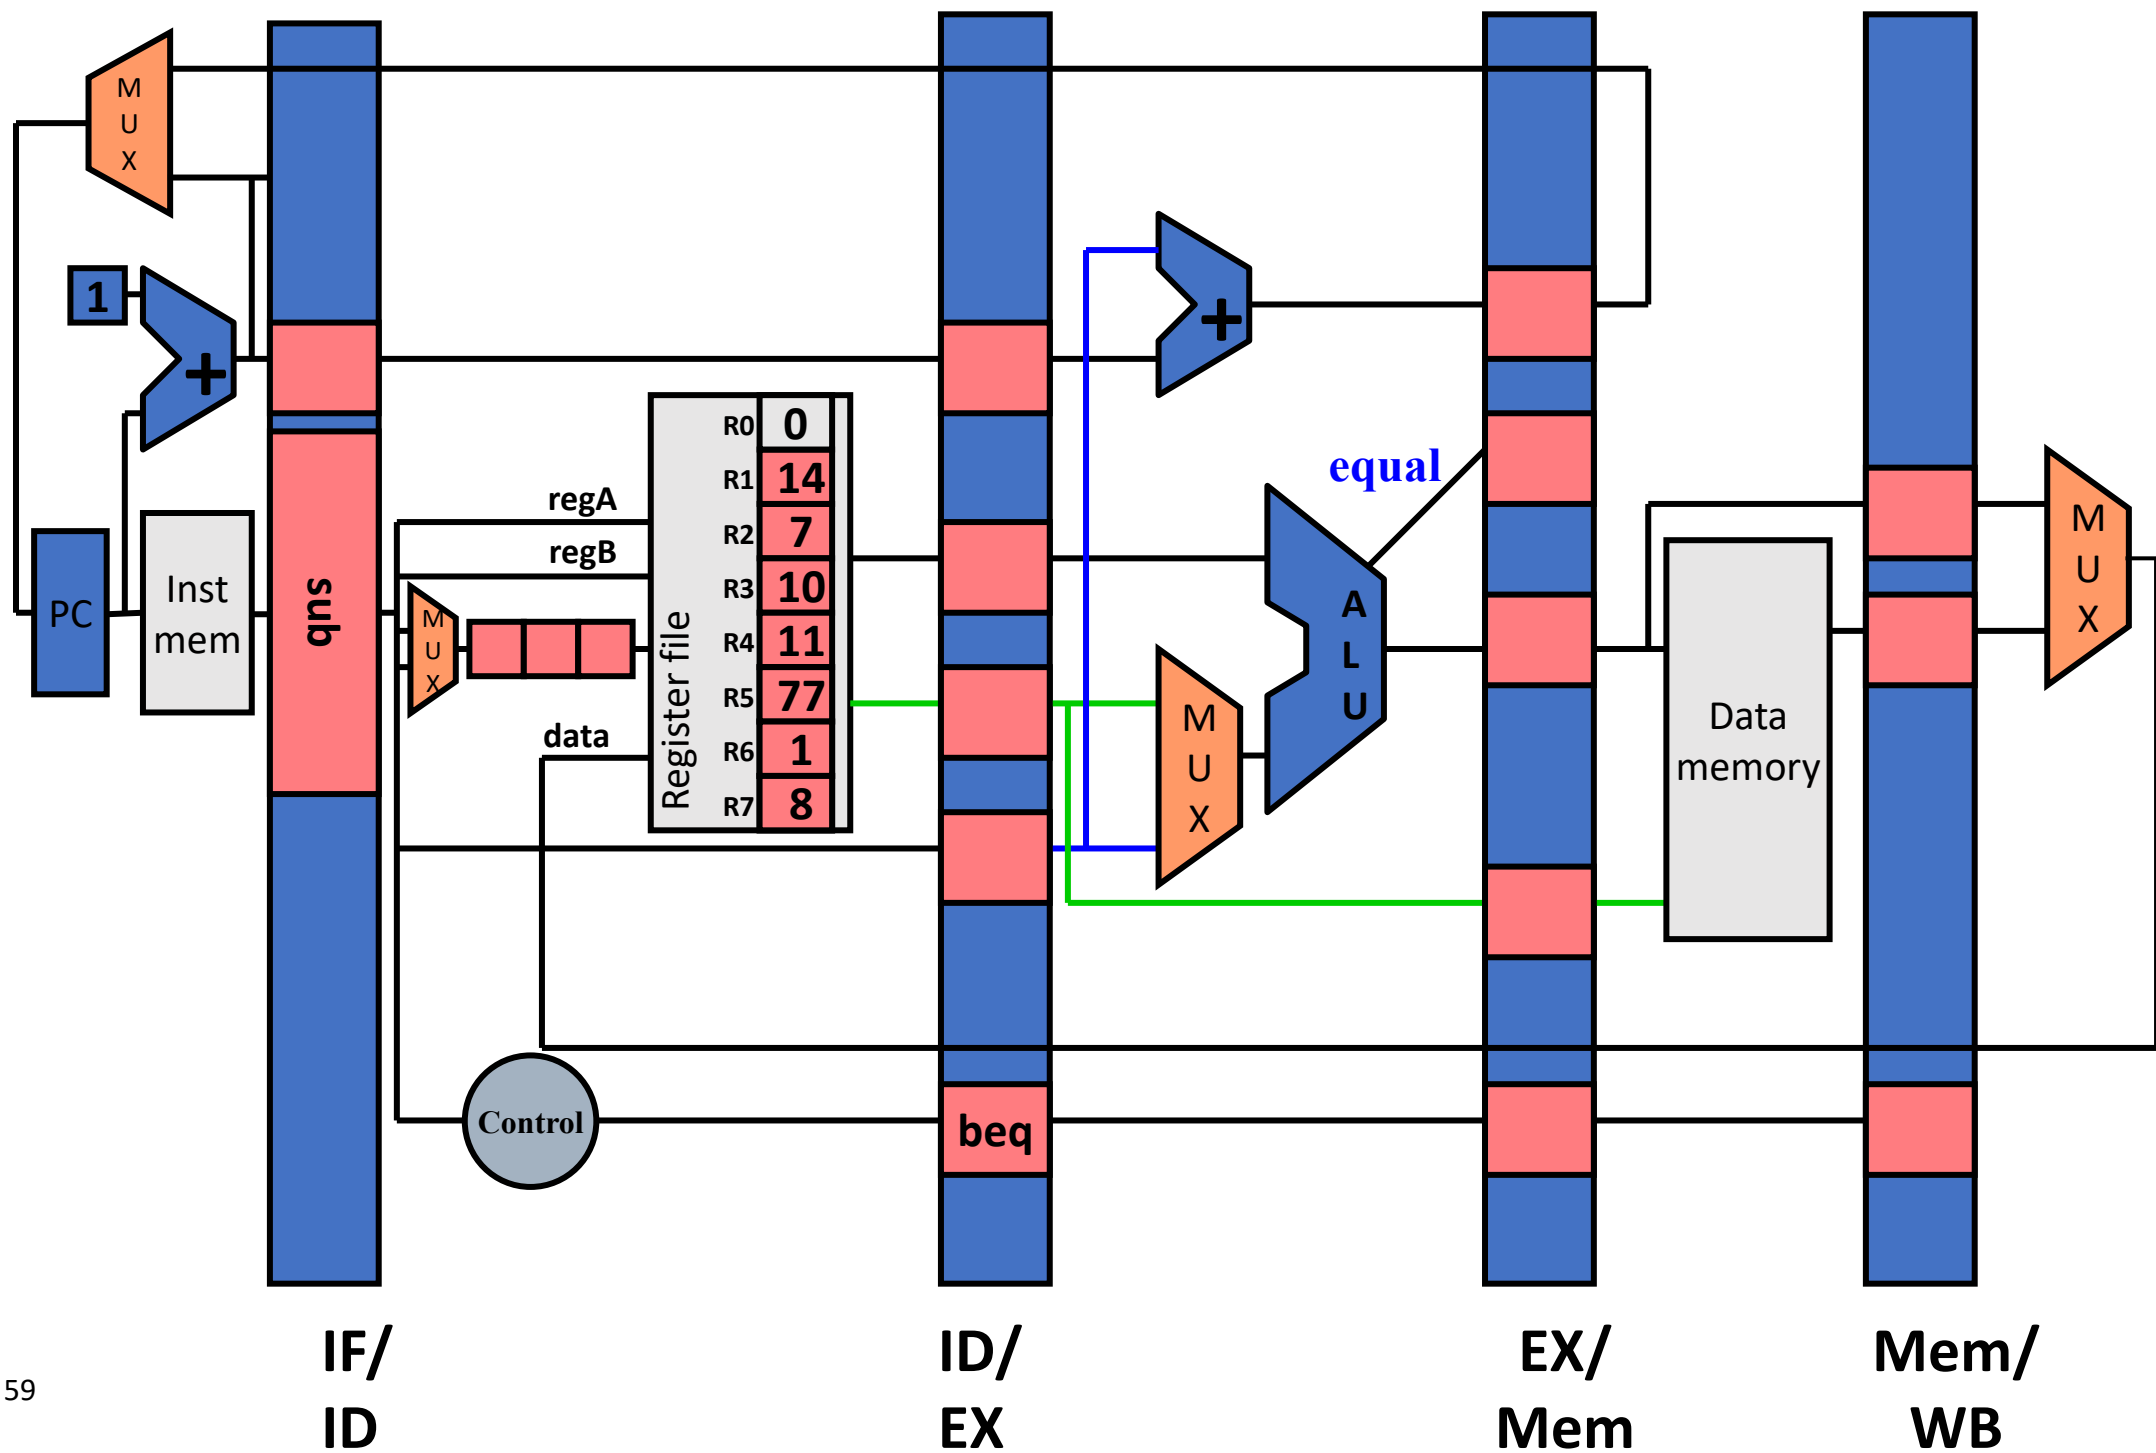 M
U
X
1
+
+
R0 0
R1 14
R2 7
R3 10
R4 11
R5 77
R6 1
R7 8
Register file
equal
regA
regB
data
PC
Inst
mem
sub
M
U
X
M
U
X
A
L
U
Data
memory
M
U
X
Control
beq
IF/
ID
ID/
EX
EX/
Mem
Mem/
WB
59